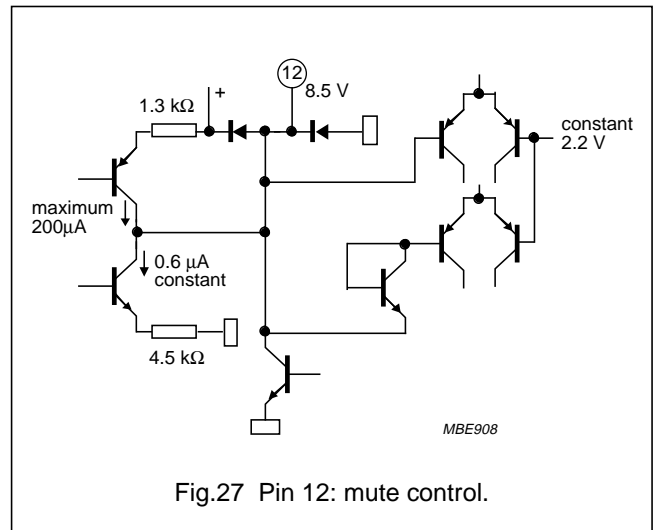 12
8.5 V
+
1.3 kΩ
constant
2.2 V
maximum
200µA
0.6 µA
constant
4.5 kΩ
MBE908
Fig.27 Pin 12: mute control.